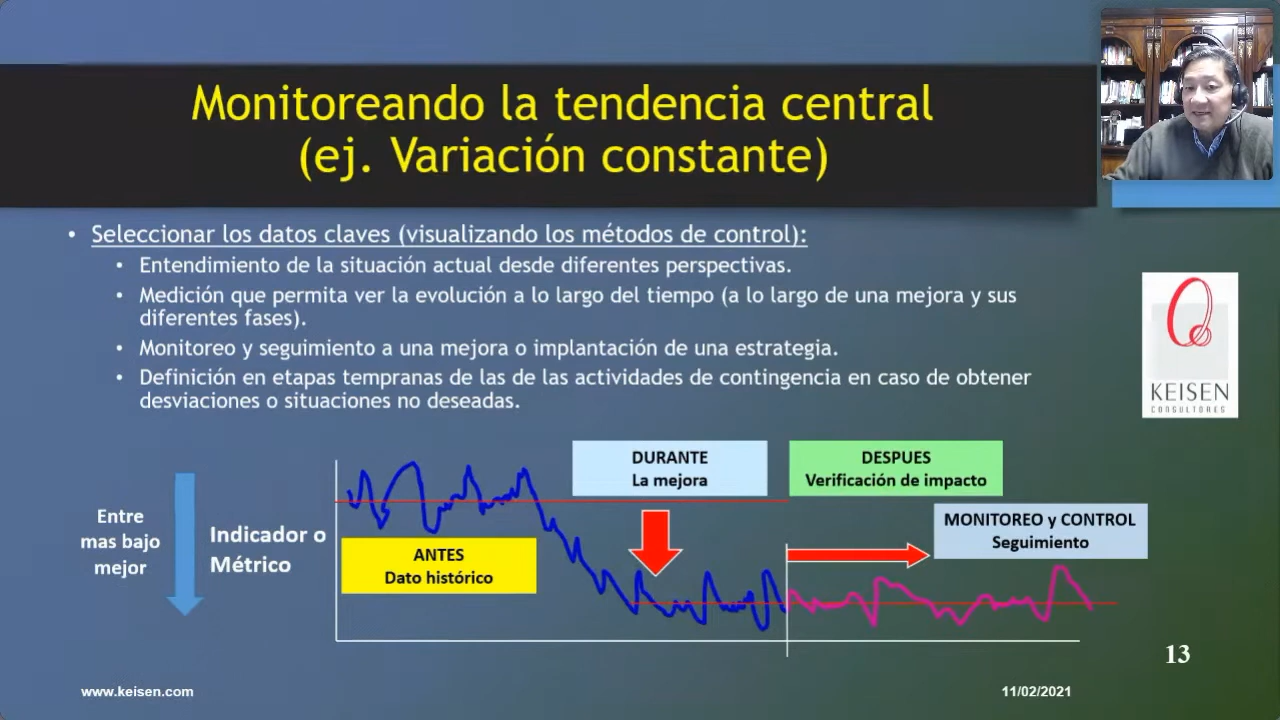 Monitoreando la tendencia central
(ej. Variación constante)
• Seleccionar los datos claves (visualizando los métodos de control):
• Entendimiento de la situación actual desde diferentes perspectivas.
• Medición que permita ver la evolución a lo largo del tiempo (a lo largo de una mejora y sus
diferentes fases).
• Monitoreo y seguimiento a una mejora o implantación de una estrategia.
• Definición en etapas tempranas de las de las actividades de contingencia en caso de obtener
desviaciones o situaciones no deseadas.
KEISEN
CONSULTORES
Entre
mas bajo
mejor
Indicador o
Métrico
ANTES
Dato histórico
DURANTE
La mejora
DESPUES
Verificación de impacto
MONITOREO y CONTROL
Seguimiento
13
www.keisen.com
11/02/2021